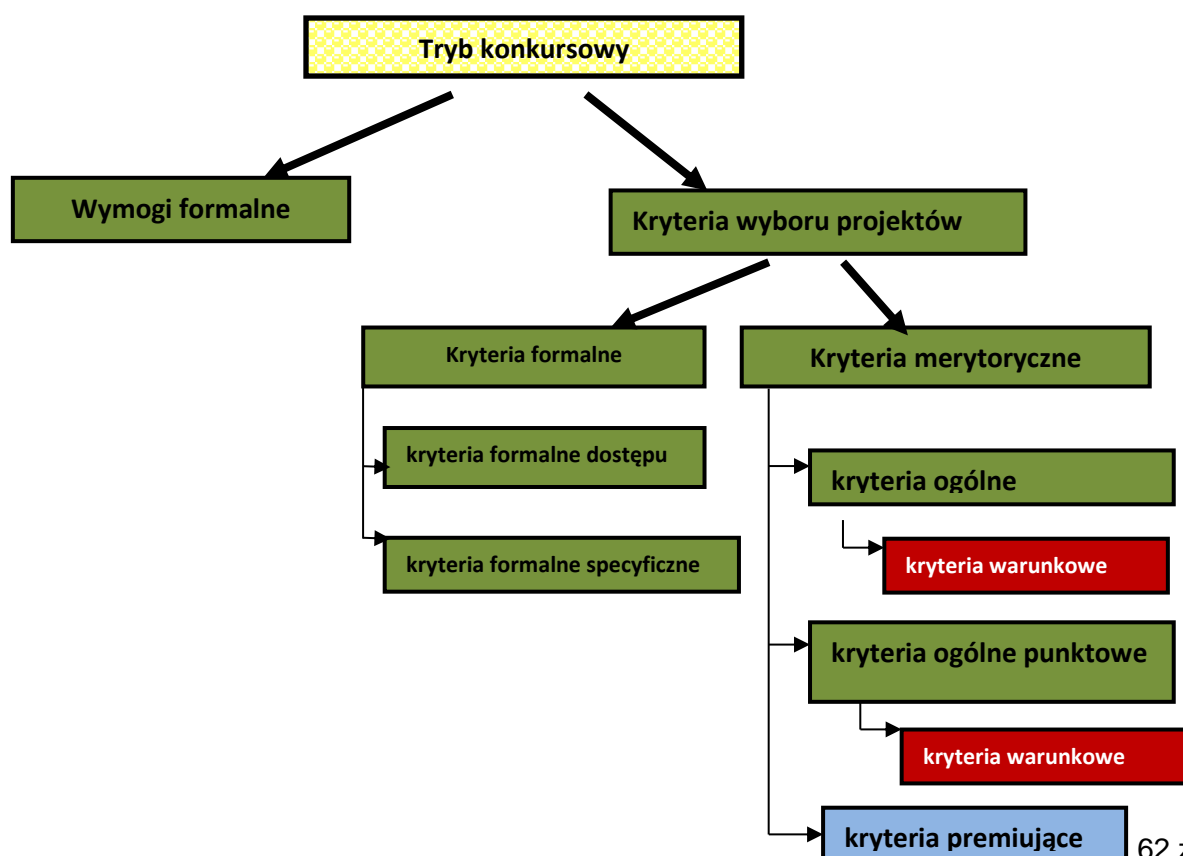 Tryb konkursowy
Wymogi formalne
Kryteria wyboru projektów
Kryteria formalne
Kryteria merytoryczne
kryteria formalne dostępu
kryteria ogólne
kryteria formalne specyficzne
kryteria warunkowe
kryteria ogólne punktowe
kryteria warunkowe
kryteria premiujące
62 z